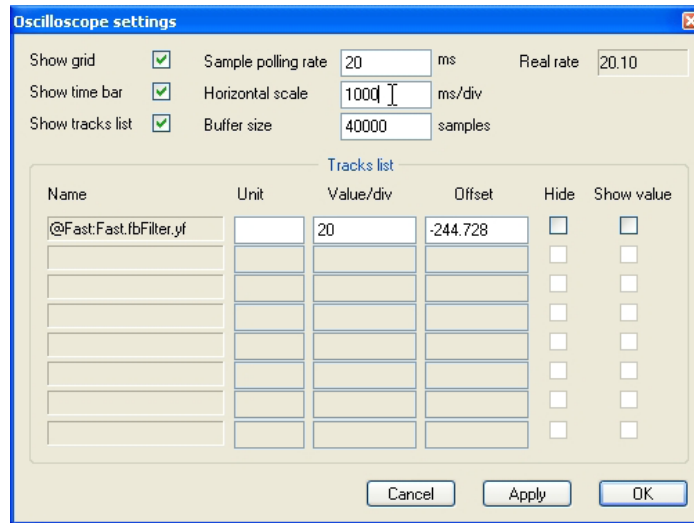 Oscilloscope settings
Show grid Sample polling rate 20 ms Real rate 20.10
Show time bar Horizontal scale 1000 ms/div
Show tracks list Buffer size 40000 samples
Tracks list
Name Unit Value/div Offset Hide Show value
@Fast:Fast.fbFilter.yf 20 -244.728
Cancel Apply OK